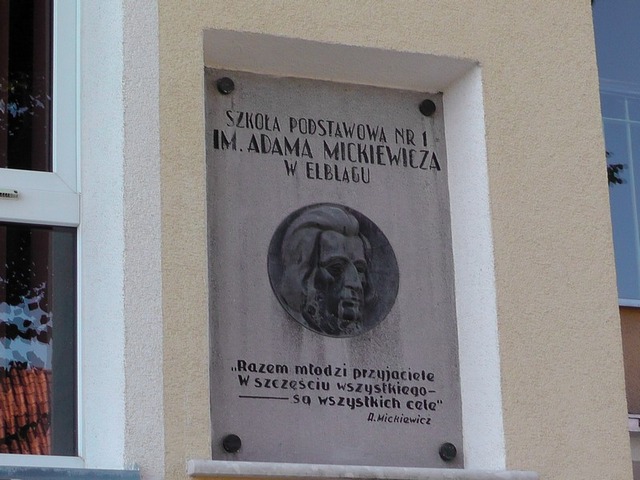 SZKOŁA PODSTAWOWA NR 1
IM. ADAMA MICKIEWICZA
W ELBLĄGU
„Razem młodzi przyjaciele
W szczęściu wszystkiego-
są wszystkich cele"
A. Mickiewicz